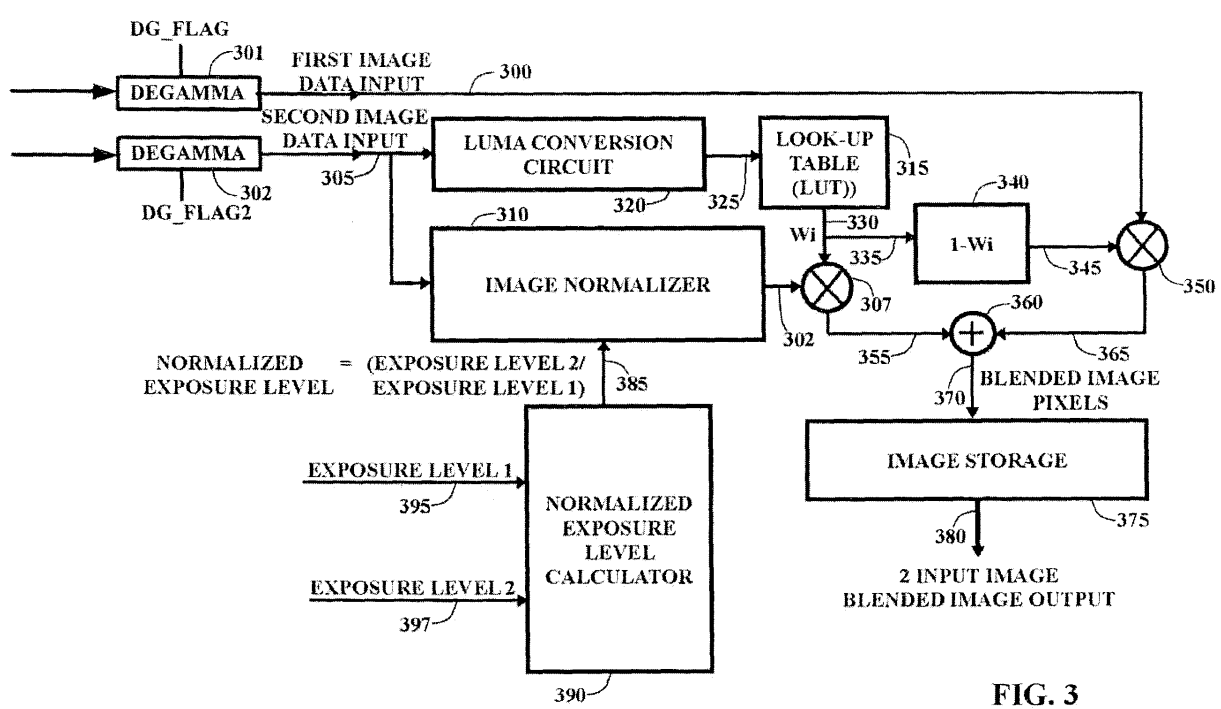 DG_FLAG
301
DEGAMMA
FIRST IMAGE
DATA INPUT
300
SECOND IMAGE
DATA INPUT
305
DEGAMMA
302
DG_FLAG2
LUMA CONVERSION
CIRCUIT
320
325
LOOK-UP
TABLE
(LUT))
315
330
Wi
335
340
1-Wi
345
350
310
IMAGE NORMALIZER
302
307
355
360
365
370
BLENDED IMAGE
PIXELS
NORMALIZED = (EXPOSURE LEVEL 2/
EXPOSURE LEVEL EXPOSURE LEVEL 1)
385
EXPOSURE LEVEL 1
395
EXPOSURE LEVEL 2
397
NORMALIZED
EXPOSURE
LEVEL
CALCULATOR
390
IMAGE STORAGE
375
380
2 INPUT IMAGE
BLENDED IMAGE OUTPUT
FIG. 3